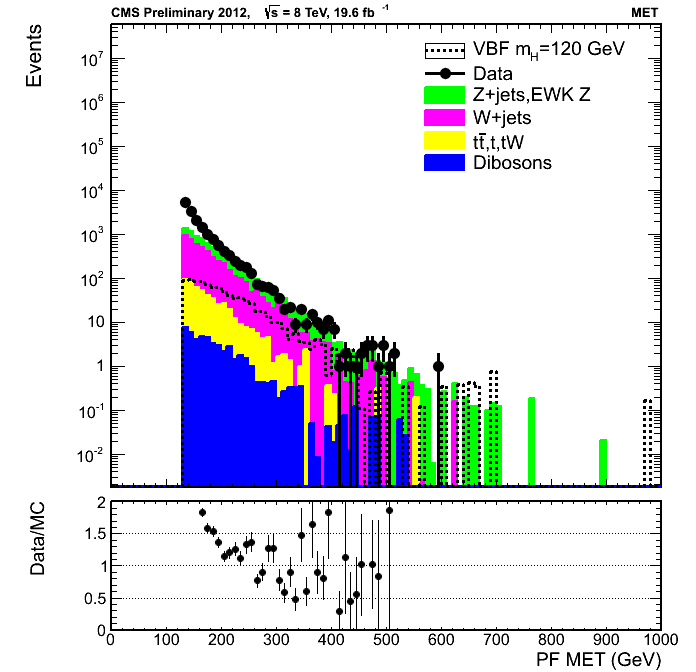 CMS Preliminary 2012, √s = 8 TeV, 19.6 fb⁻¹ MET
Events
VBF m_H=120 GeV
Data
Z+jets,EWK Z
W+jets
tt̄,t,tW
Dibosons
10⁷
10⁶
10⁵
10⁴
10³
10²
10
1
10⁻¹
10⁻²
Data/MC
2
1.5
1
0.5
0
0 100 200 300 400 500 600 700 800 900 1000
PF MET (GeV)